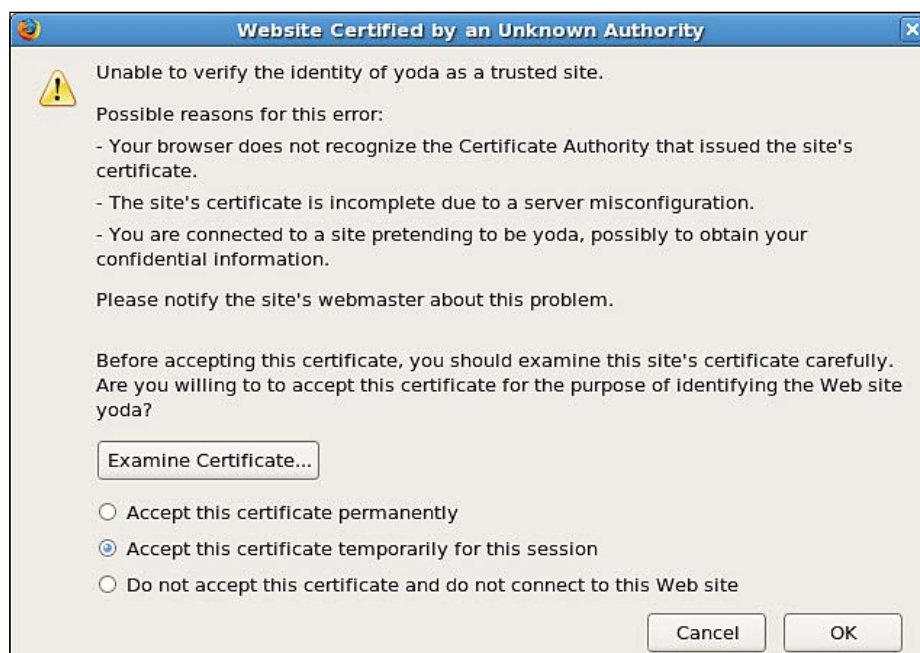 Website Certified by an Unknown Authority
Unable to verify the identity of yoda as a trusted site.
Possible reasons for this error:
- Your browser does not recognize the Certificate Authority that issued the site's
certificate.
- The site's certificate is incomplete due to a server misconfiguration.
- You are connected to a site pretending to be yoda, possibly to obtain your
confidential information.
Please notify the site's webmaster about this problem.
Before accepting this certificate, you should examine this site's certificate carefully.
Are you willing to to accept this certificate for the purpose of identifying the Web site
yoda?
Examine Certificate...
Accept this certificate permanently
Accept this certificate temporarily for this session
Do not accept this certificate and do not connect to this Web site
Cancel OK